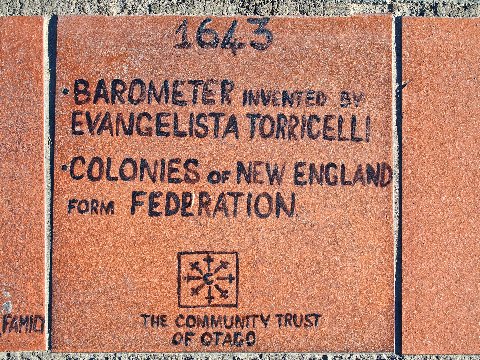 1643
· BAROMETER INVENTED BY
EVANGELISTA TORRICELLI
· COLONIES OF NEW ENGLAND
FORM FEDERATION
THE COMMUNITY TRUST
OF OTAGO